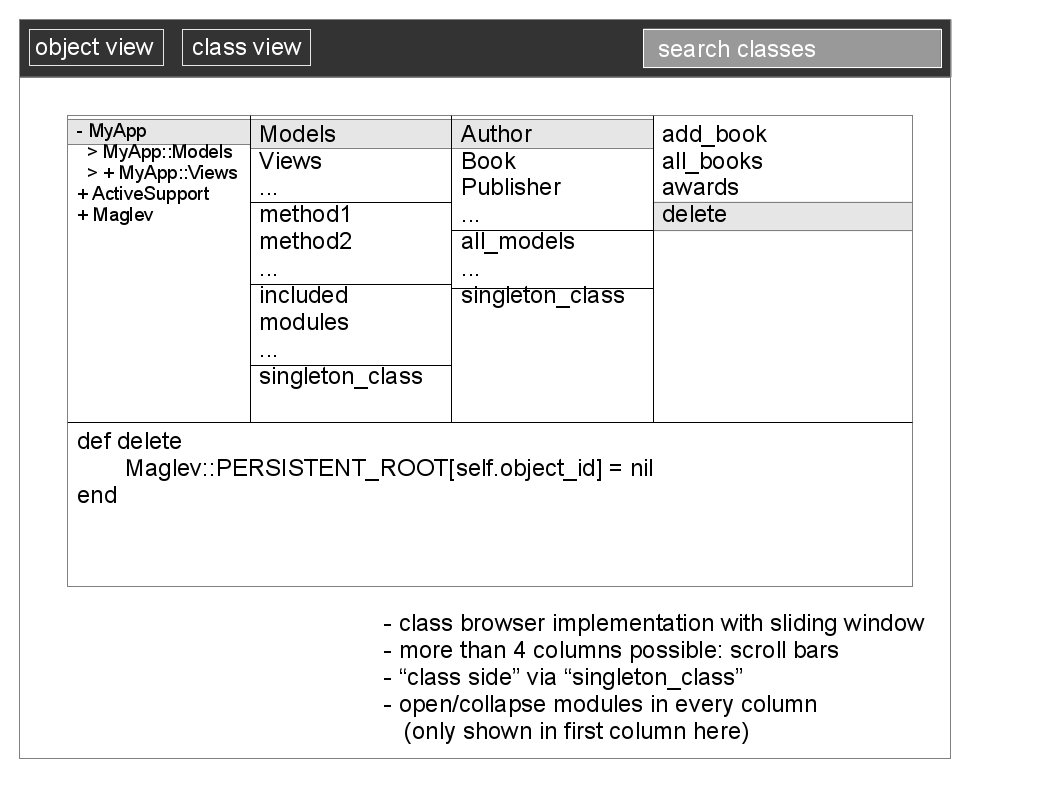 object view
class view
search classes
- MyApp
> MyApp::Models
> + MyApp::Views
+ ActiveSupport
+ Maglev
Models
Views
...
method1
method2
...
included
modules
...
singleton_class
Author
Book
Publisher
...
all_models
...
singleton_class
add_book
all_books
awards
delete
def delete
Maglev::PERSISTENT_ROOT[self.object_id] = nil
end
- class browser implementation with sliding window
- more than 4 columns possible: scroll bars
- “class side” via “singleton_class”
- open/collapse modules in every column
(only shown in first column here)